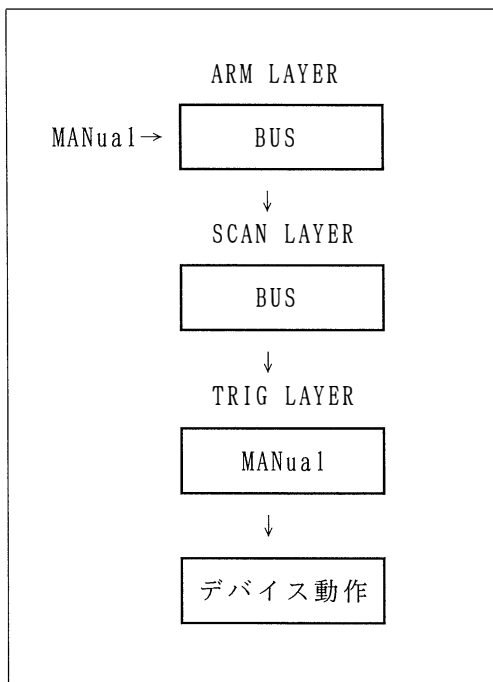 ARM LAYER
MANual→ BUS
↓
SCAN LAYER
BUS
↓
TRIG LAYER
MANual
↓
デバイス動作